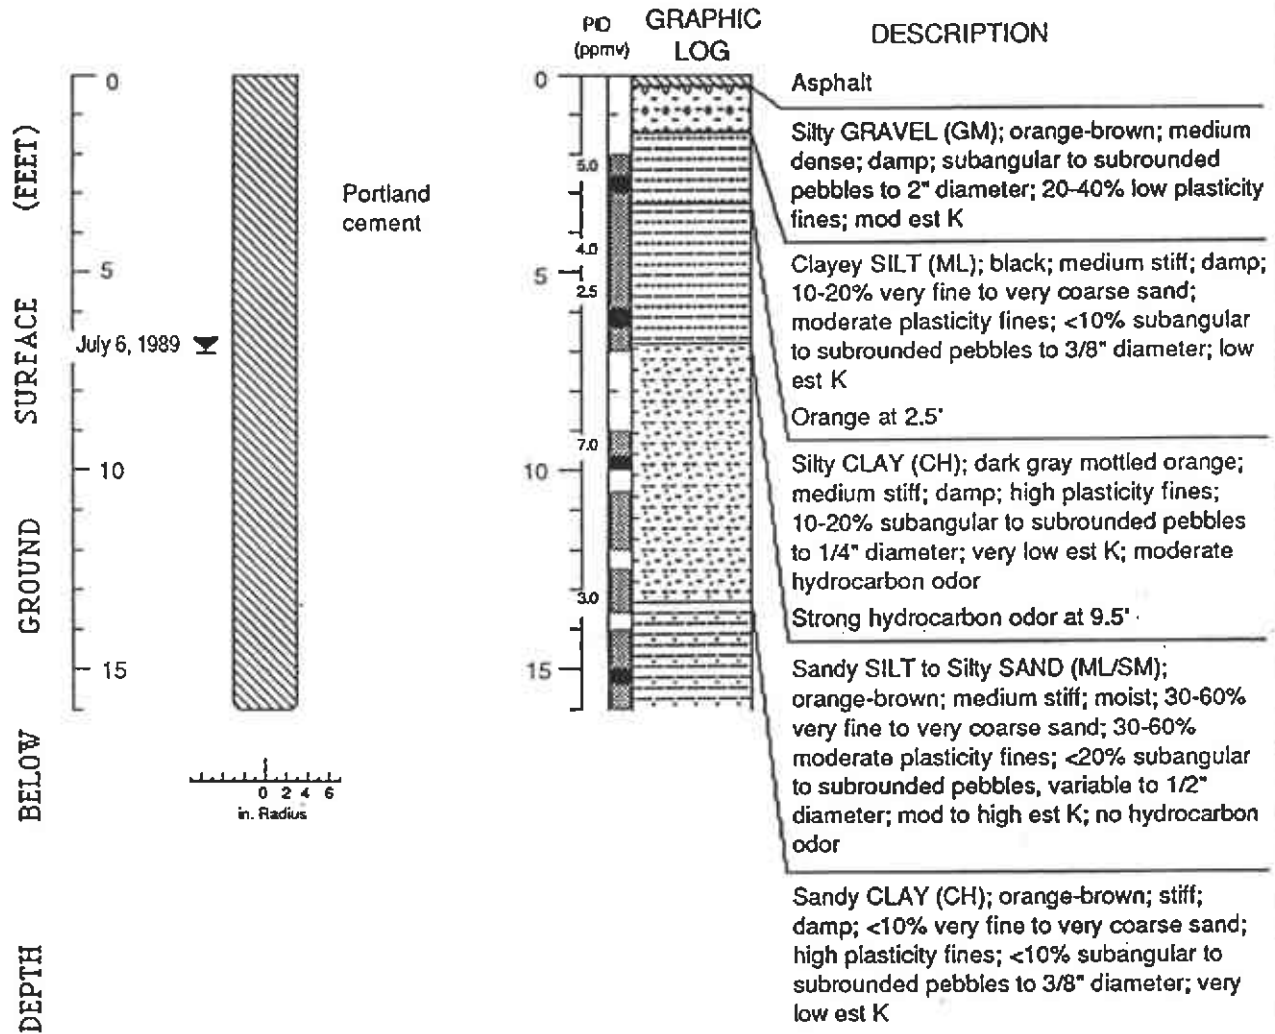 PID
(ppmv)
GRAPHIC
LOG
DESCRIPTION
DEPTH BELOW GROUND SURFACE (FEET)
0
5
10
15
July 6, 1989
Portland
cement
0 2 4 6
in. Radius
0
5
10
15
5.0
4.0
2.5
7.0
3.0
Asphalt
Silty GRAVEL (GM); orange-brown; medium
dense; damp; subangular to subrounded
pebbles to 2" diameter; 20-40% low plasticity
fines; mod est K
Clayey SILT (ML); black; medium stiff; damp;
10-20% very fine to very coarse sand;
moderate plasticity fines; <10% subangular
to subrounded pebbles to 3/8" diameter; low
est K
Orange at 2.5'
Silty CLAY (CH); dark gray mottled orange;
medium stiff; damp; high plasticity fines;
10-20% subangular to subrounded pebbles
to 1/4" diameter; very low est K; moderate
hydrocarbon odor
Strong hydrocarbon odor at 9.5'
Sandy SILT to Silty SAND (ML/SM);
orange-brown; medium stiff; moist; 30-60%
very fine to very coarse sand; 30-60%
moderate plasticity fines; <20% subangular
to subrounded pebbles, variable to 1/2"
diameter; mod to high est K; no hydrocarbon
odor
Sandy CLAY (CH); orange-brown; stiff;
damp; <10% very fine to very coarse sand;
high plasticity fines; <10% subangular to
subrounded pebbles to 3/8" diameter; very
low est K